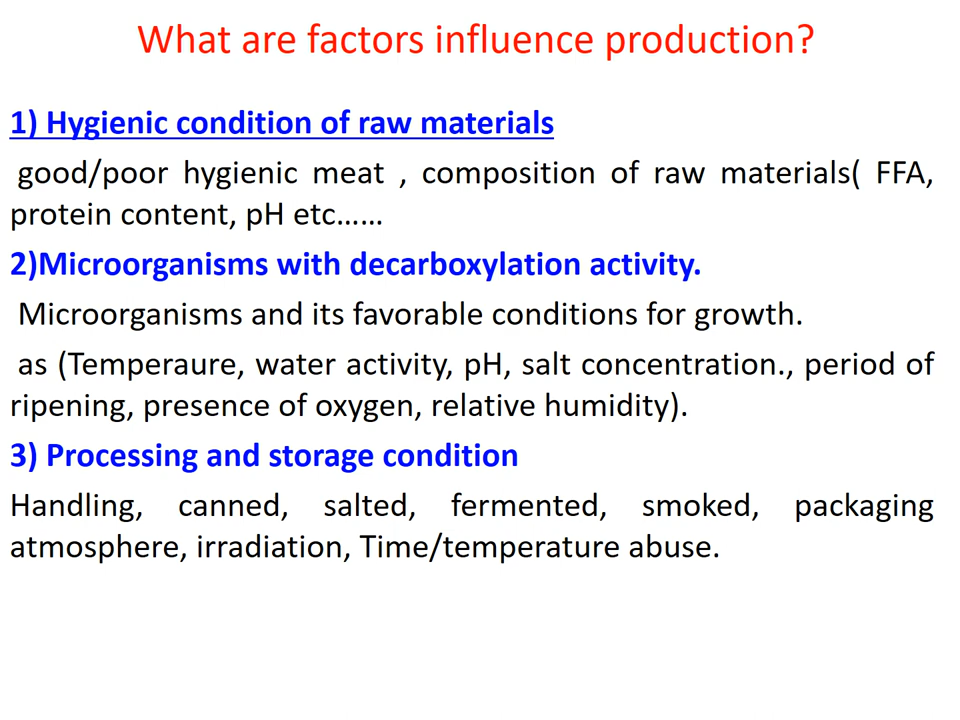 What are factors influence production?
1) Hygienic condition of raw materials
good/poor hygienic meat , composition of raw materials( FFA,
protein content, pH etc……
2)Microorganisms with decarboxylation activity.
Microorganisms and its favorable conditions for growth.
as (Temperaure, water activity, pH, salt concentration., period of
ripening, presence of oxygen, relative humidity).
3) Processing and storage condition
Handling, canned, salted, fermented, smoked, packaging
atmosphere, irradiation, Time/temperature abuse.